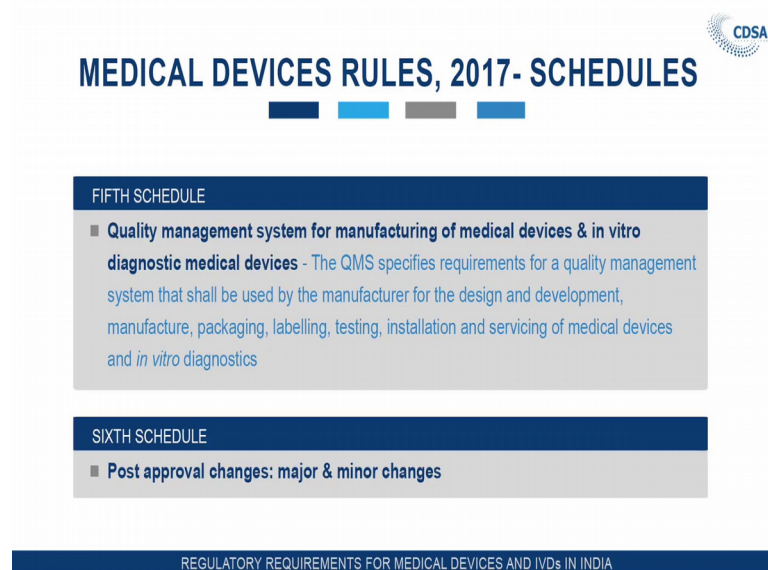 CDSA
MEDICAL DEVICES RULES, 2017- SCHEDULES
FIFTH SCHEDULE
Quality management system for manufacturing of medical devices & in vitro
diagnostic medical devices - The QMS specifies requirements for a quality management
system that shall be used by the manufacturer for the design and development,
manufacture, packaging, labelling, testing, installation and servicing of medical devices
and in vitro diagnostics
SIXTH SCHEDULE
Post approval changes: major & minor changes
REGULATORY REQUIREMENTS FOR MEDICAL DEVICES AND IVDs IN INDIA